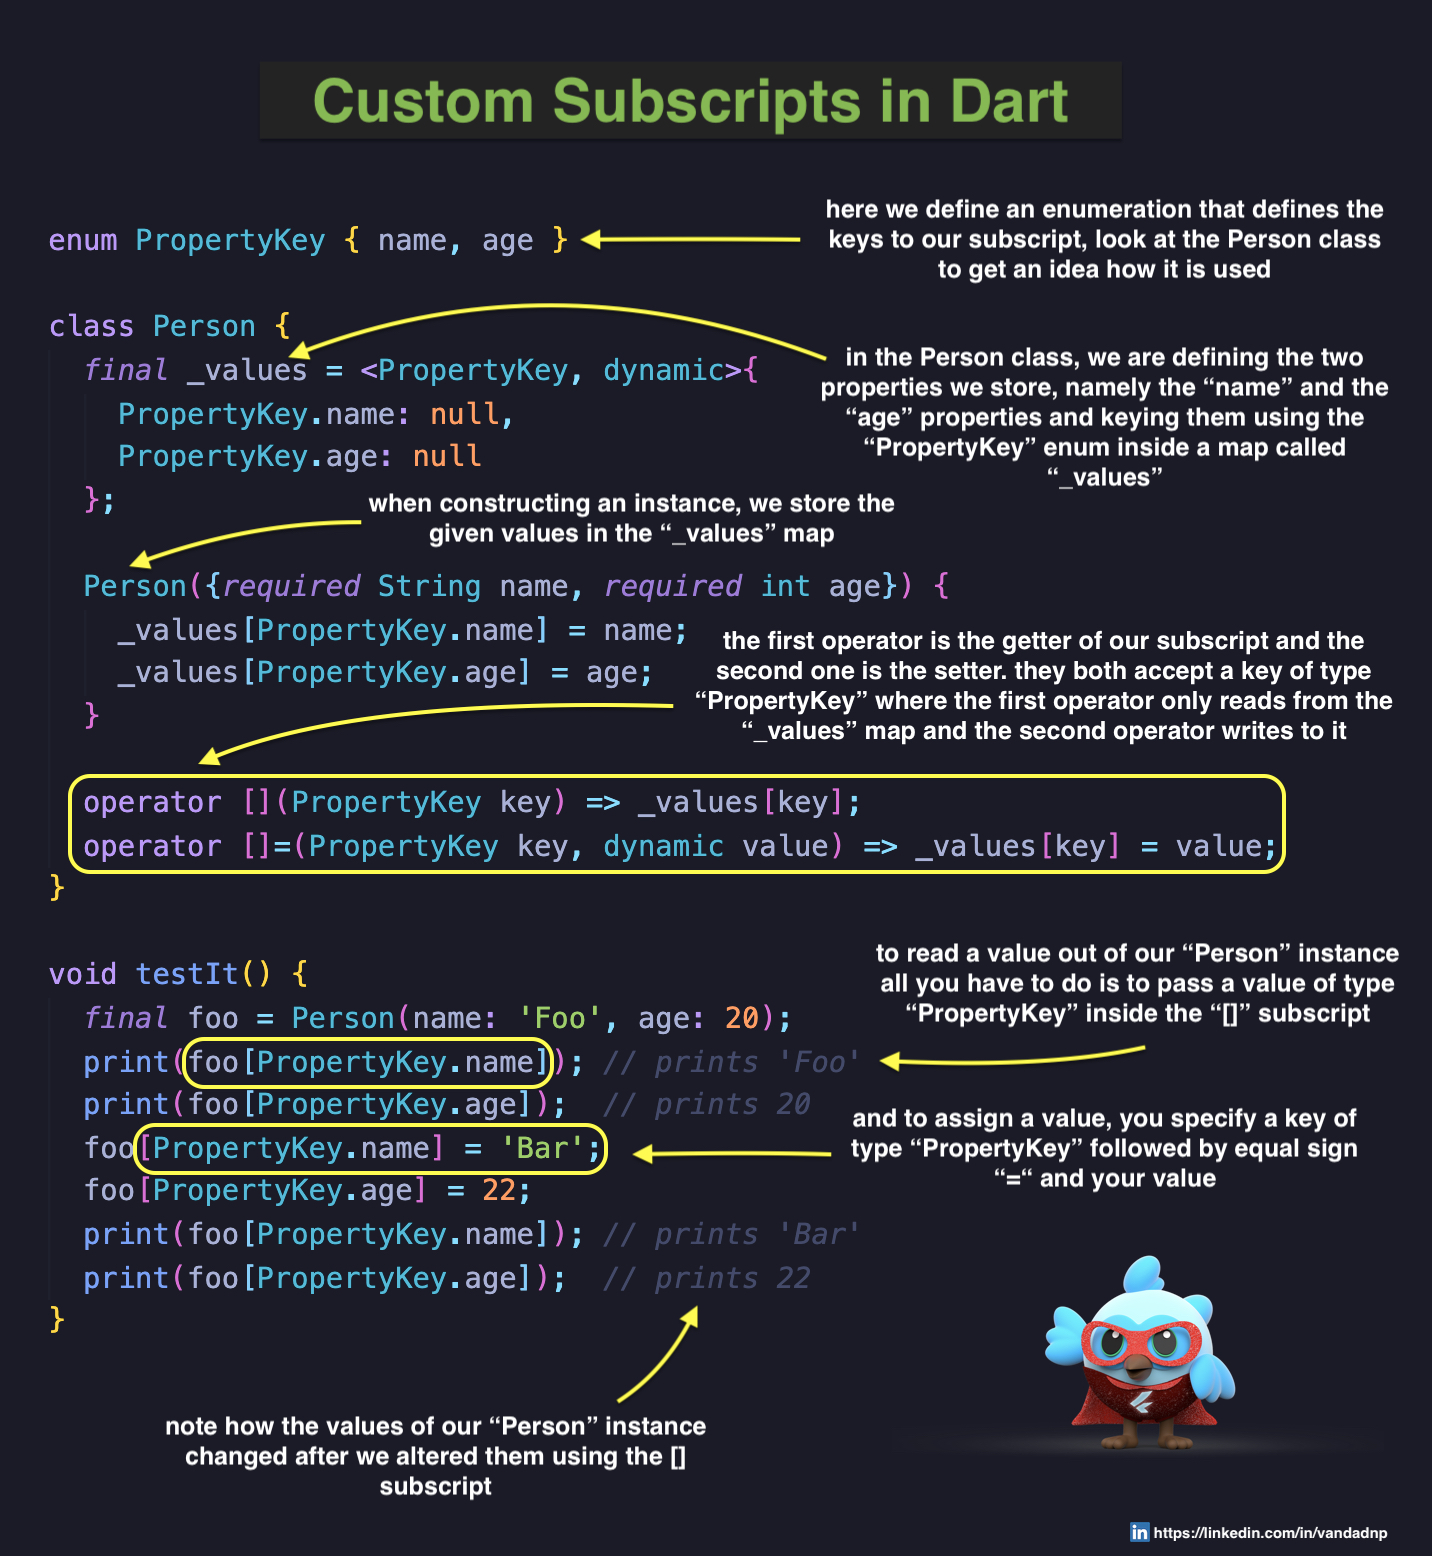 Custom Subscripts in Dart
enum PropertyKey { name, age }
here we define an enumeration that defines the
keys to our subscript, look at the Person class
to get an idea how it is used
class Person {
final _values = <PropertyKey, dynamic>{
PropertyKey.name: null,
PropertyKey.age: null
};
in the Person class, we are defining the two
properties we store, namely the “name” and the
“age” properties and keying them using the
“PropertyKey” enum inside a map called
“_values”
when constructing an instance, we store the
given values in the “_values” map
Person({required String name, required int age}) {
_values[PropertyKey.name] = name;
_values[PropertyKey.age] = age;
}
the first operator is the getter of our subscript and the
second one is the setter. they both accept a key of type
“PropertyKey” where the first operator only reads from the
“_values” map and the second operator writes to it
operator [](PropertyKey key) => _values[key];
operator []=(PropertyKey key, dynamic value) => _values[key] = value;
}
void testIt() {
final foo = Person(name: 'Foo', age: 20);
print(foo[PropertyKey.name]); // prints 'Foo'
print(foo[PropertyKey.age]);  // prints 20
foo[PropertyKey.name] = 'Bar';
foo[PropertyKey.age] = 22;
print(foo[PropertyKey.name]); // prints 'Bar'
print(foo[PropertyKey.age]);  // prints 22
}
to read a value out of our “Person” instance
all you have to do is to pass a value of type
“PropertyKey” inside the “[]” subscript
and to assign a value, you specify a key of
type “PropertyKey” followed by equal sign
“=“ and your value
note how the values of our “Person” instance
changed after we altered them using the []
subscript
in https://linkedin.com/in/vandadnp